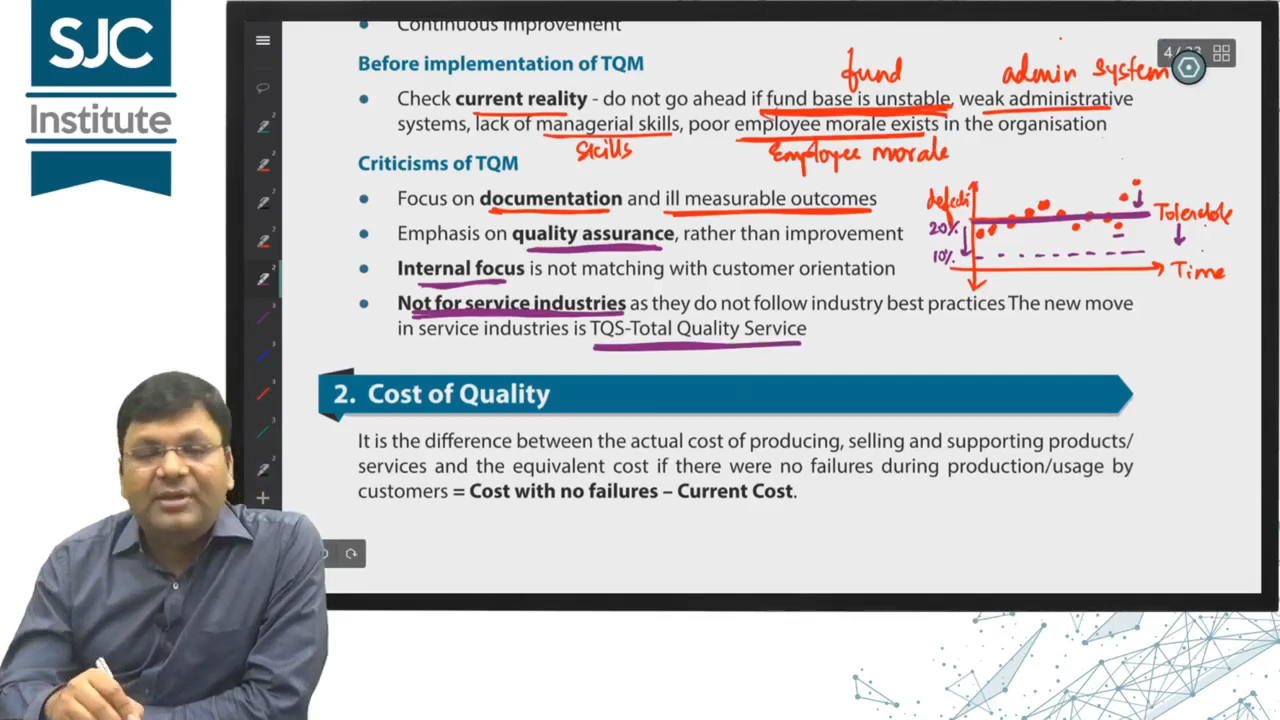 SJC
Institute
Continuous improvement
4 / 23
Before implementation of TQM
fund
admin system
Check current reality - do not go ahead if fund base is unstable, weak administrative
systems, lack of managerial skills, poor employee morale exists in the organisation
skills
Employee morale
Criticisms of TQM
Focus on documentation and ill measurable outcomes
Emphasis on quality assurance, rather than improvement
Internal focus is not matching with customer orientation
Not for service industries as they do not follow industry best practices The new move
in service industries is TQS-Total Quality Service
20%
10%
Time
2. Cost of Quality
It is the difference between the actual cost of producing, selling and supporting products/
services and the equivalent cost if there were no failures during production/usage by
customers = Cost with no failures – Current Cost.